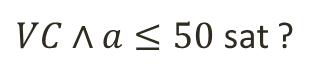 VC ∧ a ≤ 50 sat ?